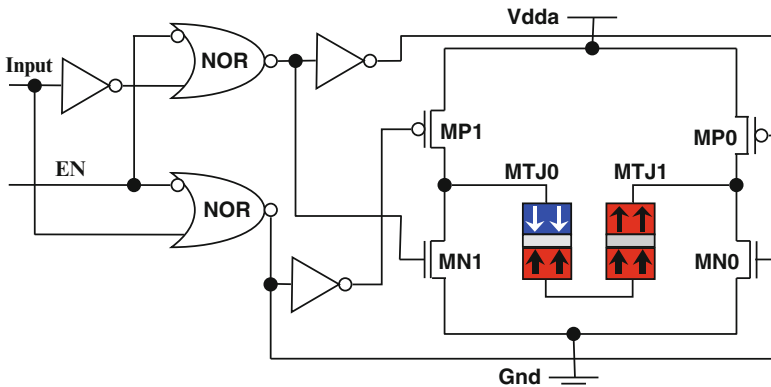 Vdda
Input
NOR
MP1
MP0
EN
MTJ0
MTJ1
NOR
MN1
MN0
Gnd